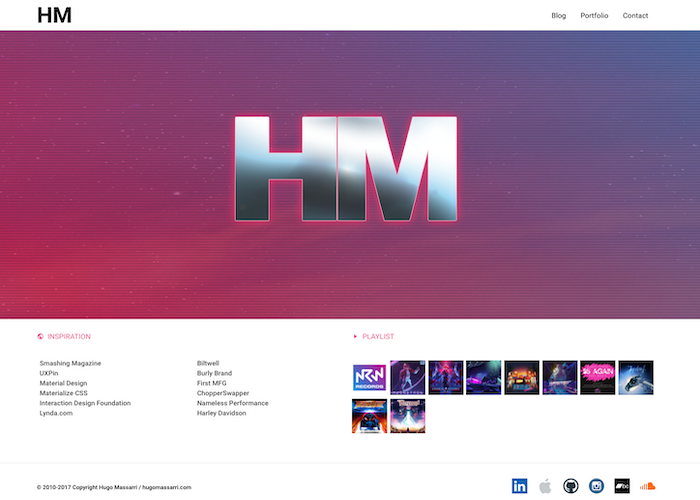 HM
Blog
Portfolio
Contact
HM
INSPIRATION
Smashing Magazine
UXPin
Material Design
Materialize CSS
Interaction Design Foundation
Lynda.com
Biltwell
Burly Brand
First MFG
ChopperSwapper
Nameless Performance
Harley Davidson
PLAYLIST
NRW
RECORDS
AGAIN
© 2010-2017 Copyright Hugo Massarri / hugomassarri.com
in